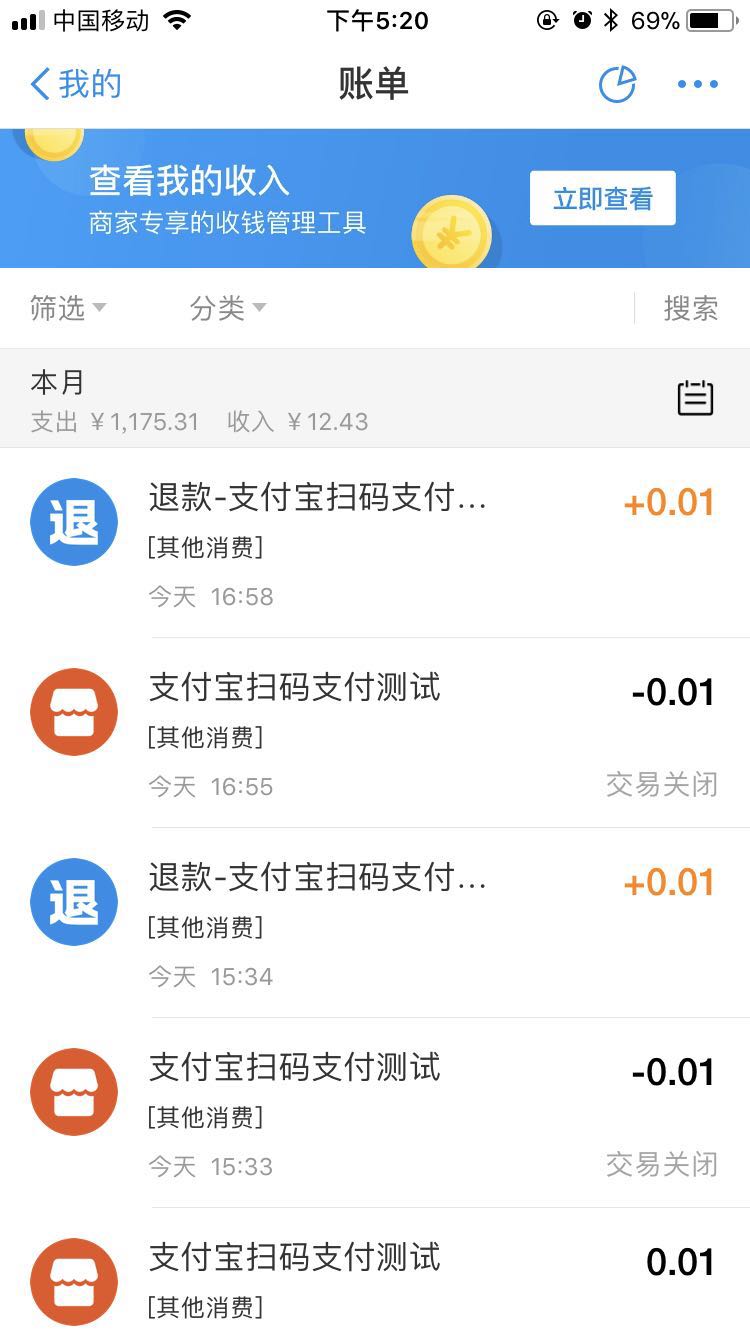 中国移动 下午5:20 69%
我的 账单
查看我的收入
商家专享的收钱管理工具
立即查看
筛选 分类 搜索
本月
支出 ￥1,175.31 收入 ￥12.43
退 退款-支付宝扫码支付... +0.01
[其他消费]
今天 16:58
支付宝扫码支付测试 -0.01
[其他消费]
今天 16:55 交易关闭
退 退款-支付宝扫码支付... +0.01
[其他消费]
今天 15:34
支付宝扫码支付测试 -0.01
[其他消费]
今天 15:33 交易关闭
支付宝扫码支付测试 0.01
[其他消费]